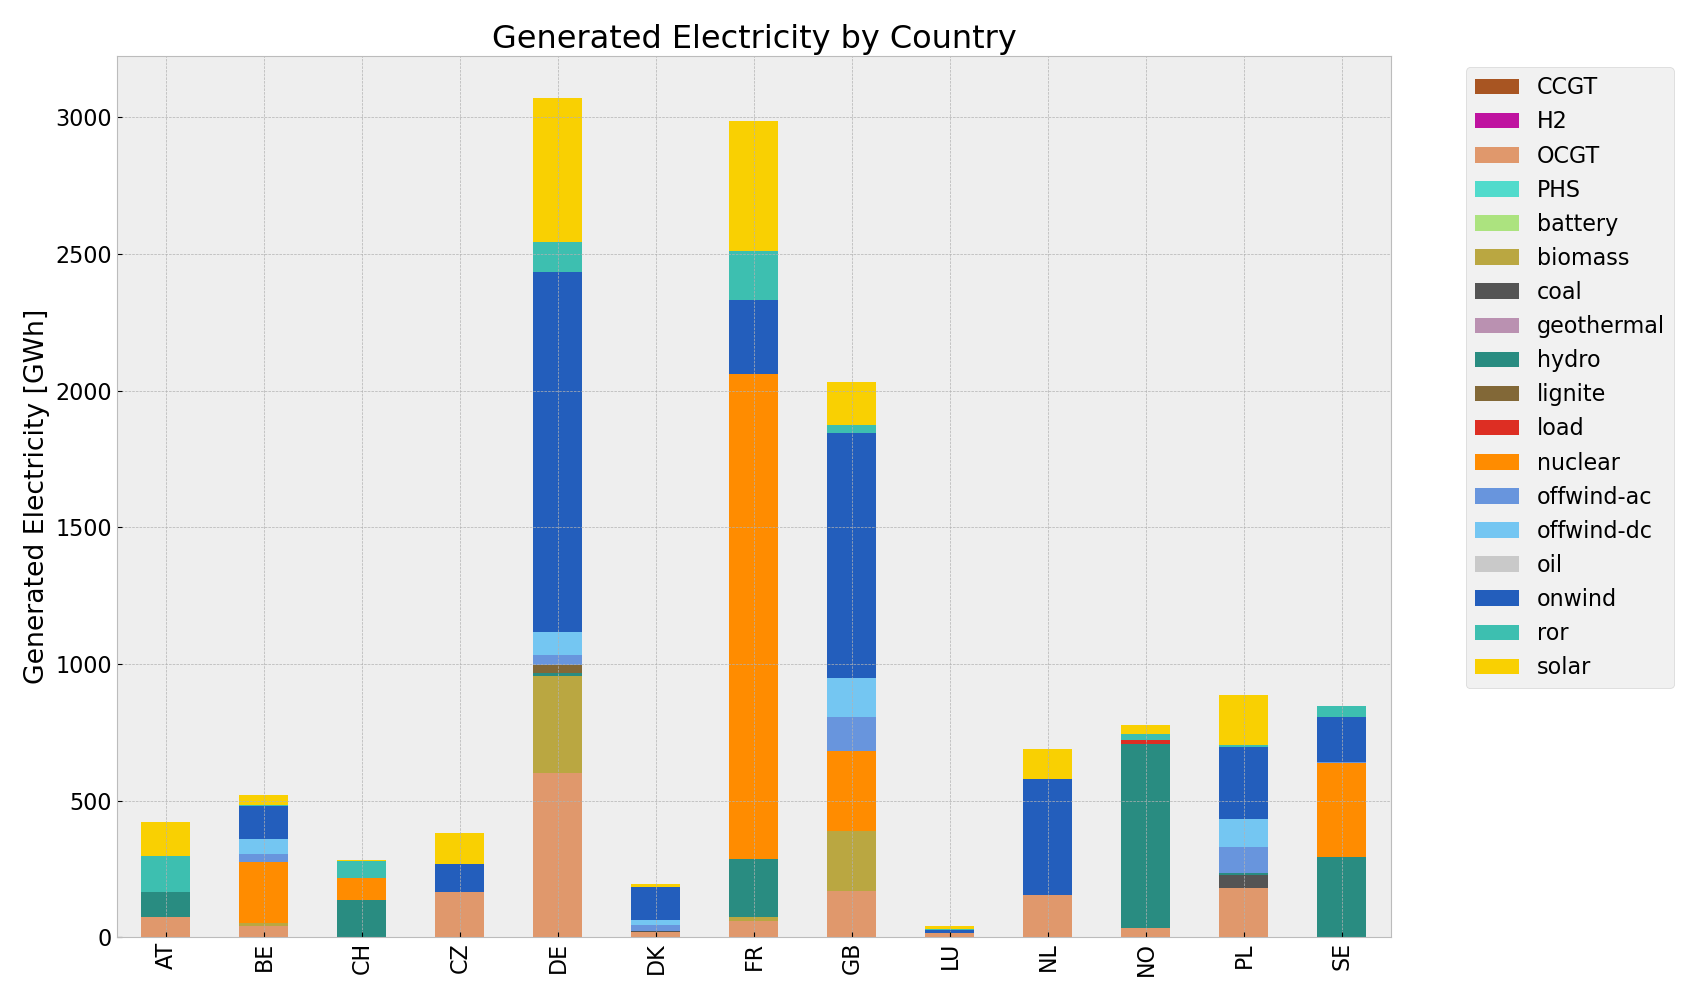 Generated Electricity by Country
Generated Electricity [GWh]
3000
2500
2000
1500
1000
500
0
AT
BE
CH
CZ
DE
DK
FR
GB
LU
NL
NO
PL
SE
CCGT
H2
OCGT
PHS
battery
biomass
coal
geothermal
hydro
lignite
load
nuclear
offwind-ac
offwind-dc
oil
onwind
ror
solar